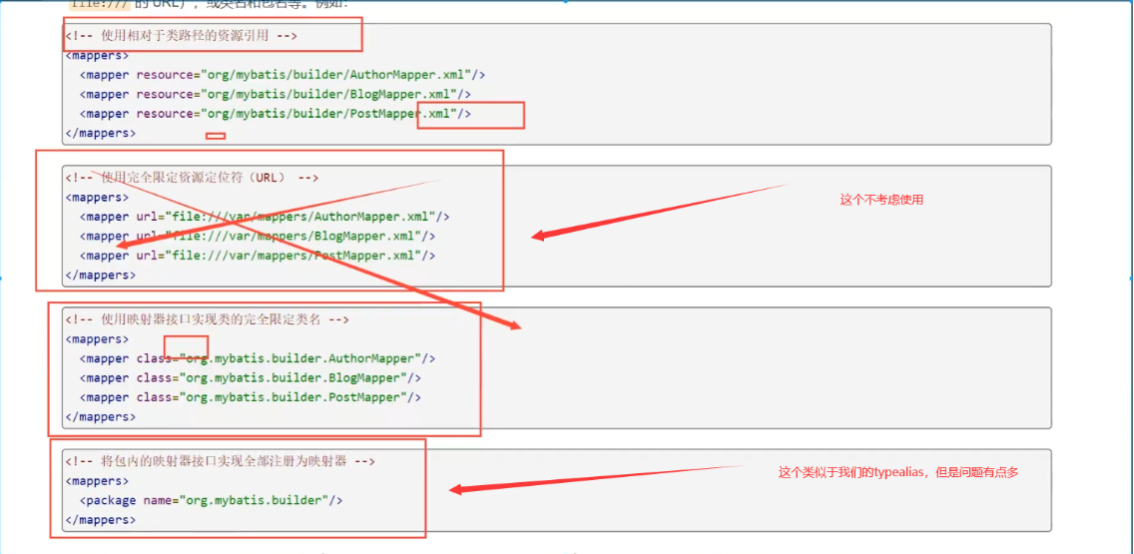 file:/// 的 URL），或类名和包名等。例如：
<!-- 使用相对于类路径的资源引用 -->
<mappers>
<mapper resource="org/mybatis/builder/AuthorMapper.xml"/>
<mapper resource="org/mybatis/builder/BlogMapper.xml"/>
<mapper resource="org/mybatis/builder/PostMapper.xml"/>
</mappers>
<!-- 使用完全限定资源定位符（URL） -->
<mappers>
<mapper url="file:///var/mappers/AuthorMapper.xml"/>
<mapper url="file:///var/mappers/BlogMapper.xml"/>
<mapper url="file:///var/mappers/PostMapper.xml"/>
</mappers>
这个不考虑使用
<!-- 使用映射器接口实现类的完全限定类名 -->
<mappers>
<mapper class="org.mybatis.builder.AuthorMapper"/>
<mapper class="org.mybatis.builder.BlogMapper"/>
<mapper class="org.mybatis.builder.PostMapper"/>
</mappers>
<!-- 将包内的映射器接口实现全部注册为映射器 -->
<mappers>
<package name="org.mybatis.builder"/>
</mappers>
这个类似于我们的typealias，但是问题有点多